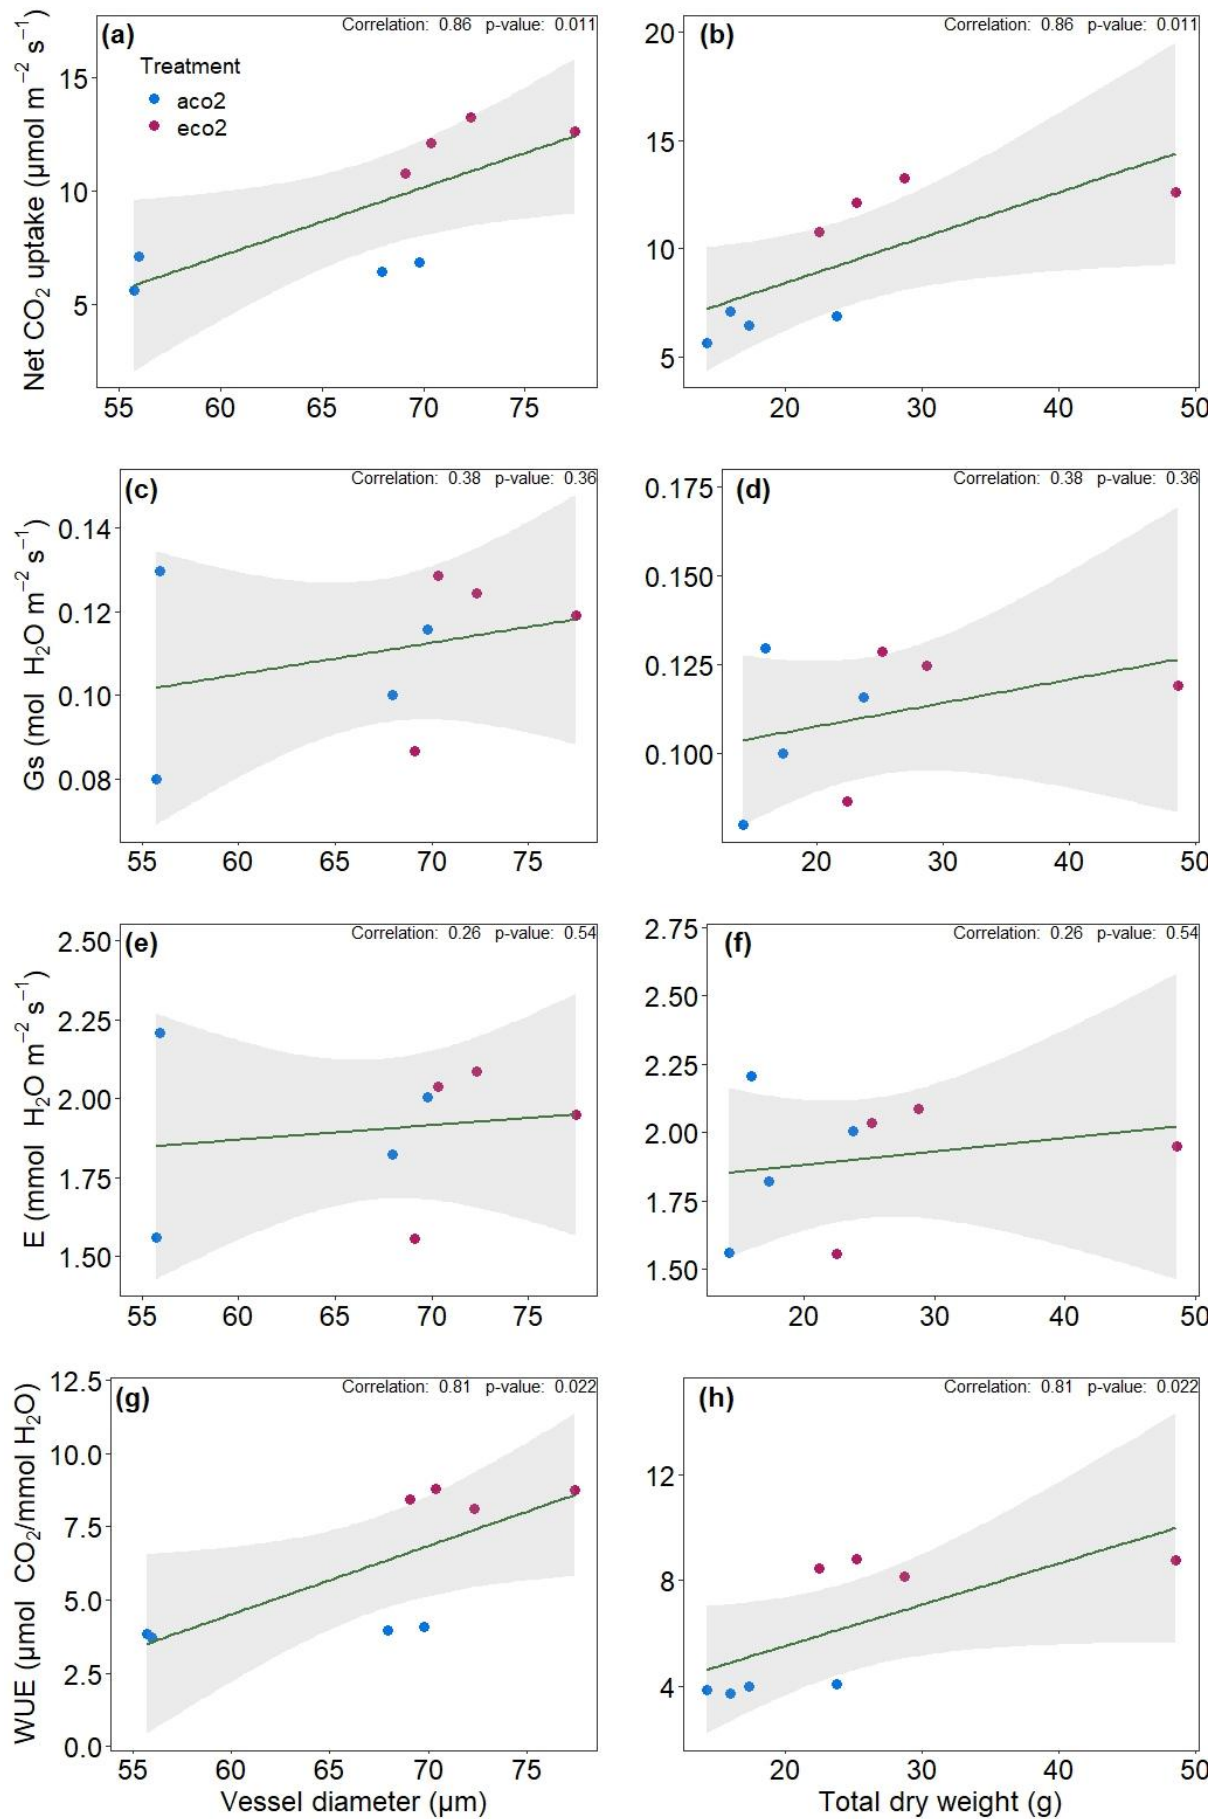 (a)
Correlation: 0.86 p-value: 0.011
Treatment
aco2
eco2
Net CO₂ uptake (µmol m⁻² s⁻¹)
15
10
5
55 60 65 70 75
(b)
Correlation: 0.86 p-value: 0.011
20
15
10
5
20 30 40 50
(c)
Correlation: 0.38 p-value: 0.36
Gs (mol H₂O m⁻² s⁻¹)
0.14
0.12
0.10
0.08
55 60 65 70 75
(d)
Correlation: 0.38 p-value: 0.36
0.175
0.150
0.125
0.100
20 30 40 50
(e)
Correlation: 0.26 p-value: 0.54
E (mmol H₂O m⁻² s⁻¹)
2.50
2.25
2.00
1.75
1.50
55 60 65 70 75
(f)
Correlation: 0.26 p-value: 0.54
2.75
2.50
2.25
2.00
1.75
1.50
20 30 40 50
(g)
Correlation: 0.81 p-value: 0.022
WUE (µmol CO₂/mmol H₂O)
12.5
10.0
7.5
5.0
2.5
0.0
55 60 65 70 75
Vessel diameter (µm)
(h)
Correlation: 0.81 p-value: 0.022
12
8
4
20 30 40 50
Total dry weight (g)